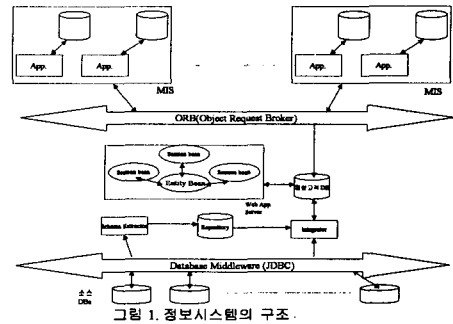 App.
App.
MIS
App.
App.
MIS
ORB(Object Request Broker)
Session bean
Session bean
Session bean
Entity Bean
Web App
Server
Schema Extractor
Repository
Integrator
Database Middleware (JDBC)
소스
DBs
그림 1. 정보시스템의 구조.